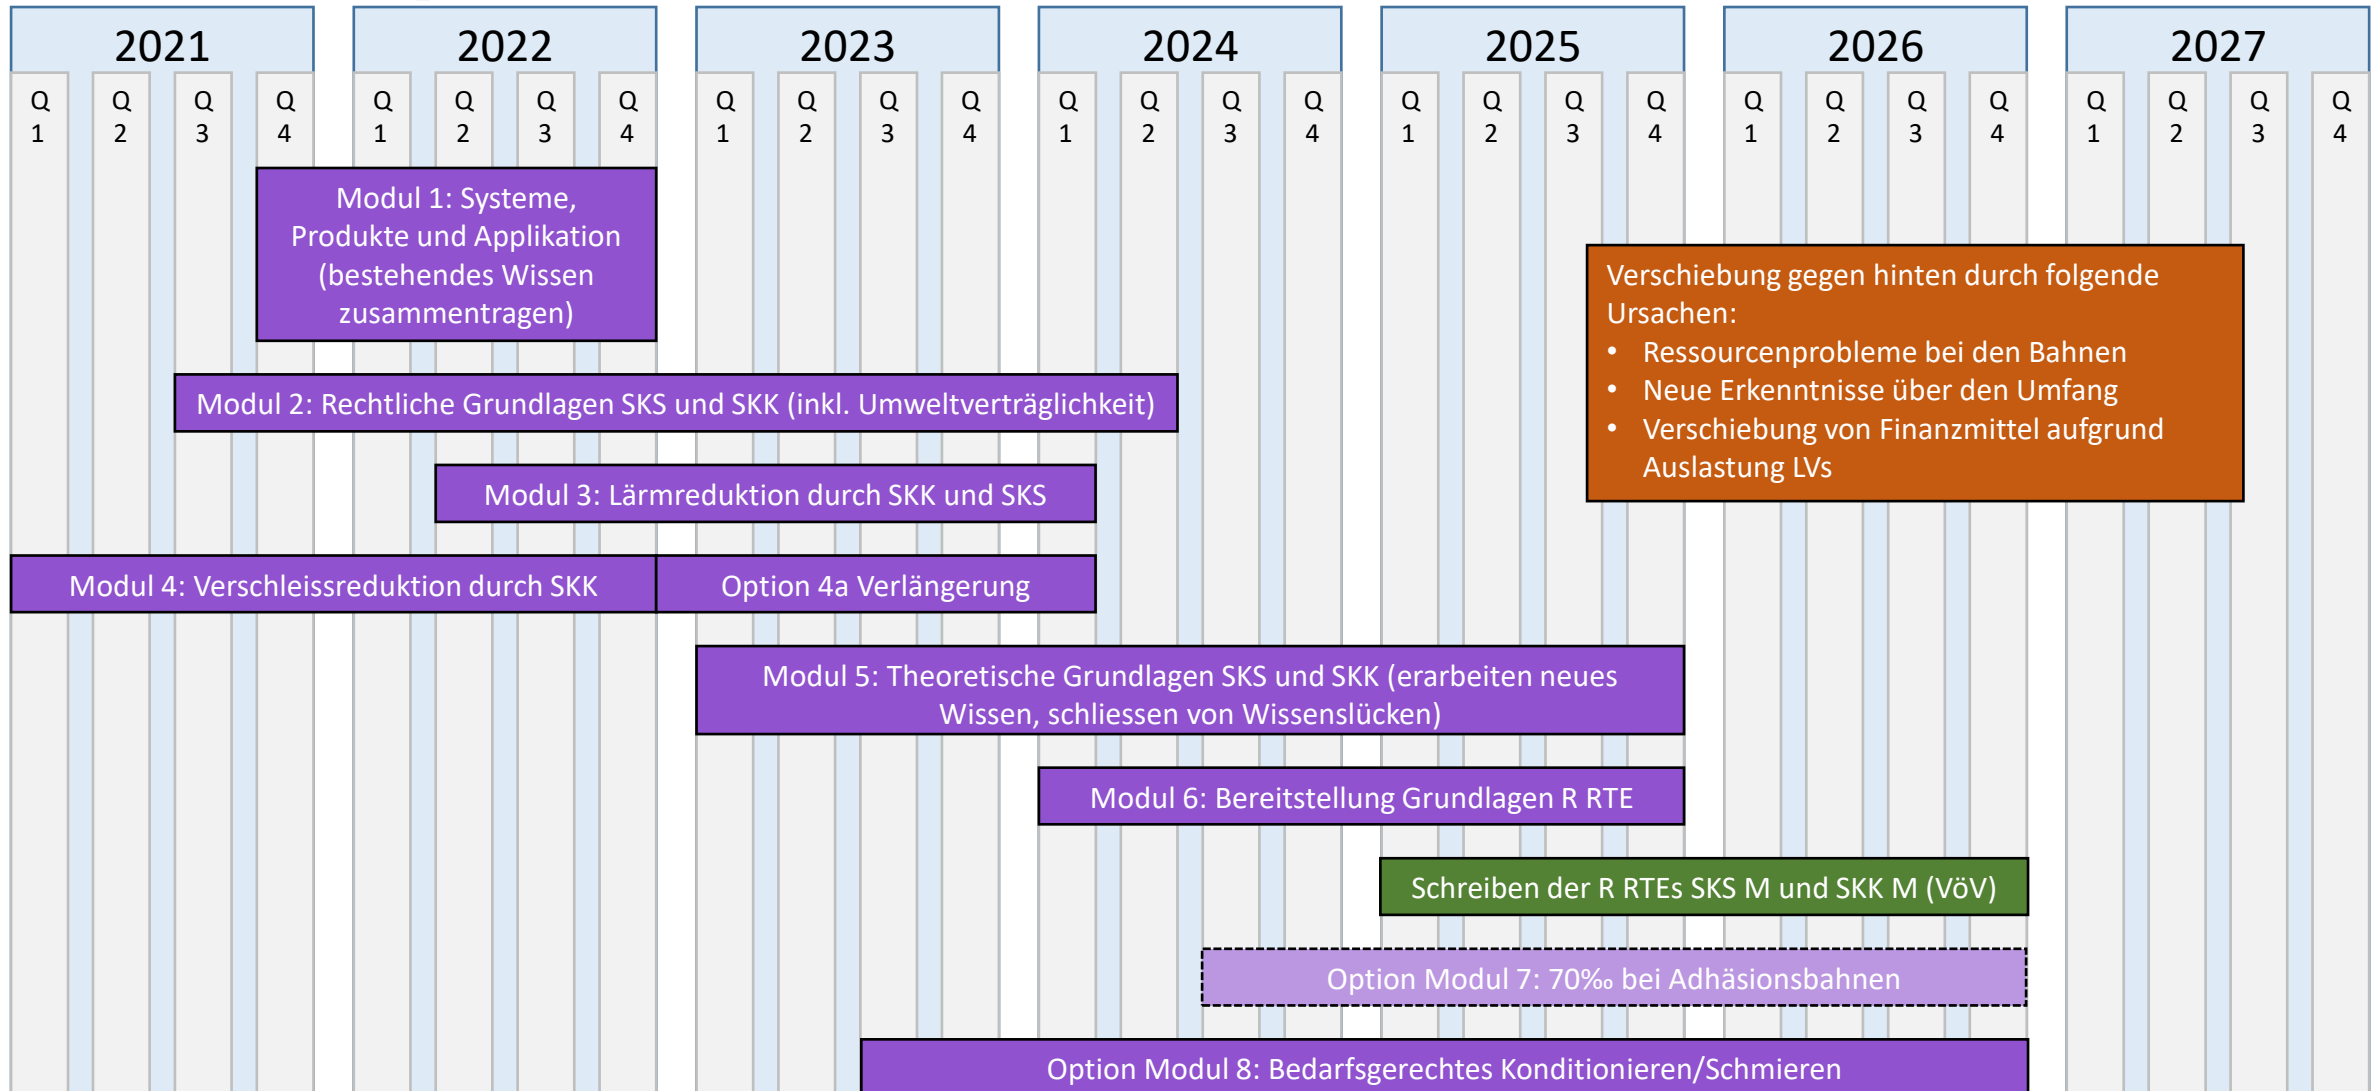 2021 2022 2023 2024 2025 2026 2027
Q Q Q Q Q Q Q Q Q Q Q Q Q Q Q Q Q Q Q Q Q Q Q Q Q Q Q Q
1 2 3 4 1 2 3 4 1 2 3 4 1 2 3 4 1 2 3 4 1 2 3 4 1 2 3 4
Modul 1: Systeme,
Produkte und Applikation
(bestehendes Wissen
zusammentragen)
Verschiebung gegen hinten durch folgende
Ursachen:
• Ressourcenprobleme bei den Bahnen
• Neue Erkenntnisse über den Umfang
• Verschiebung von Finanzmittel aufgrund
Auslastung LVs
Modul 2: Rechtliche Grundlagen SKS und SKK (inkl. Umweltverträglichkeit)
Modul 3: Lärmreduktion durch SKK und SKS
Modul 4: Verschleissreduktion durch SKK
Option 4a Verlängerung
Modul 5: Theoretische Grundlagen SKS und SKK (erarbeiten neues
Wissen, schliessen von Wissenslücken)
Modul 6: Bereitstellung Grundlagen R RTE
Schreiben der R RTEs SKS M und SKK M (VöV)
Option Modul 7: 70‰ bei Adhäsionsbahnen
Option Modul 8: Bedarfsgerechtes Konditionieren/Schmieren